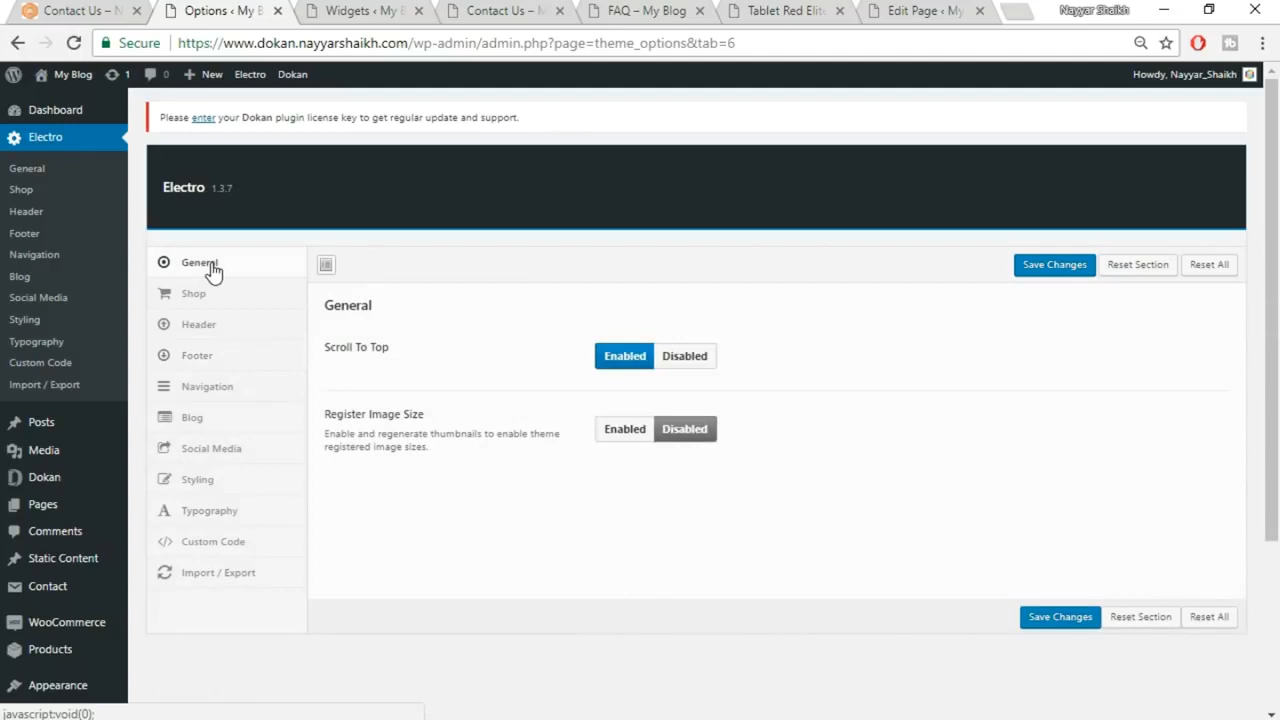 Contact Us – N
Options ‹ My B
Widgets ‹ My B
Contact Us – M
FAQ – My Blog
Tablet Red Elite
Edit Page ‹ My
Nayyar Shaikh
Secure
https://www.dokan.nayyarshaikh.com/wp-admin/admin.php?page=theme_options&tab=6
My Blog
1
0
New
Electro
Dokan
Howdy, Nayyar_Shaikh
Dashboard
Electro
General
Shop
Header
Footer
Navigation
Blog
Social Media
Styling
Typography
Custom Code
Import / Export
Posts
Media
Dokan
Pages
Comments
Static Content
Contact
WooCommerce
Products
Appearance
Please enter your Dokan plugin license key to get regular update and support.
Electro 1.3.7
General
Shop
Header
Footer
Navigation
Blog
Social Media
Styling
Typography
Custom Code
Import / Export
Save Changes
Reset Section
Reset All
General
Scroll To Top
Enabled
Disabled
Register Image Size
Enable and regenerate thumbnails to enable theme
registered image sizes.
Enabled
Disabled
Save Changes
Reset Section
Reset All
javascript:void(0);